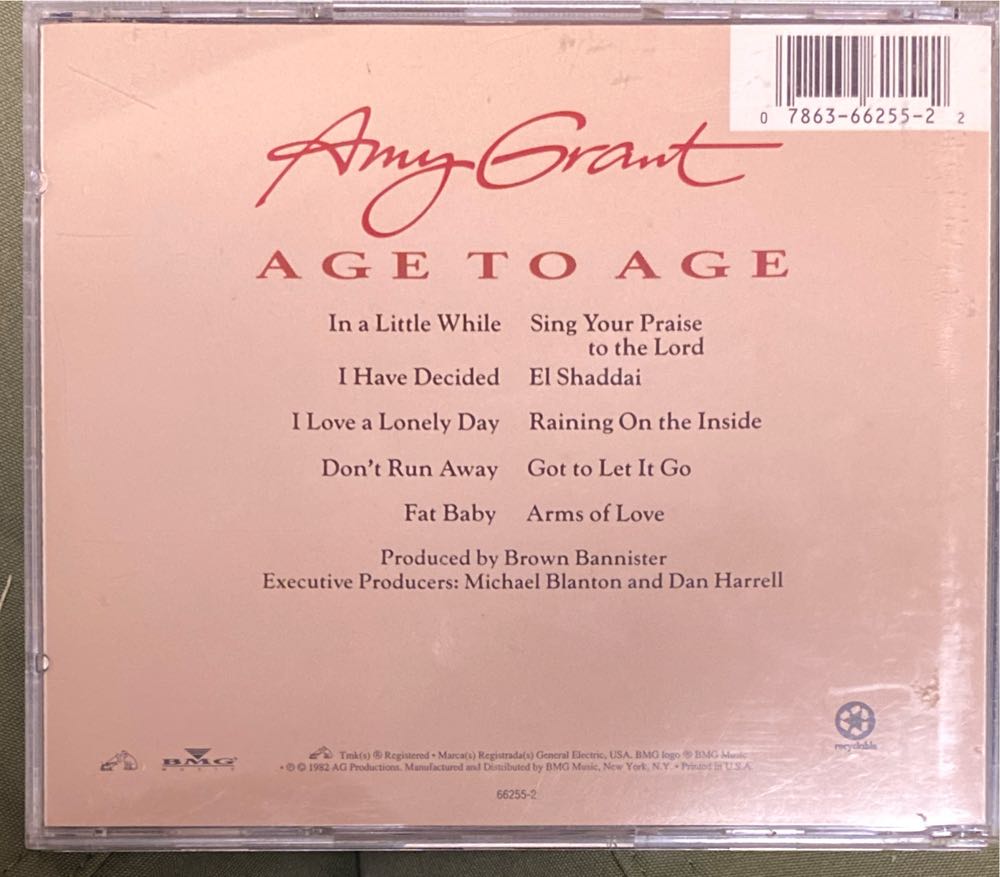 0 7863-66255-2 2
Amy Grant
AGE TO AGE
In a Little While
I Have Decided
I Love a Lonely Day
Don't Run Away
Fat Baby
Sing Your Praise
to the Lord
El Shaddai
Raining On the Inside
Got to Let It Go
Arms of Love
Produced by Brown Bannister
Executive Producers: Michael Blanton and Dan Harrell
recyclable
BMG
MUSIC
Tmk(s) ® Registered • Marca(s) Registrada(s) General Electric, USA. BMG logo ® BMG Music
• ℗ © 1982 AG Productions. Manufactured and Distributed by BMG Music, New York, N.Y. • Printed in U.S.A.
66255-2